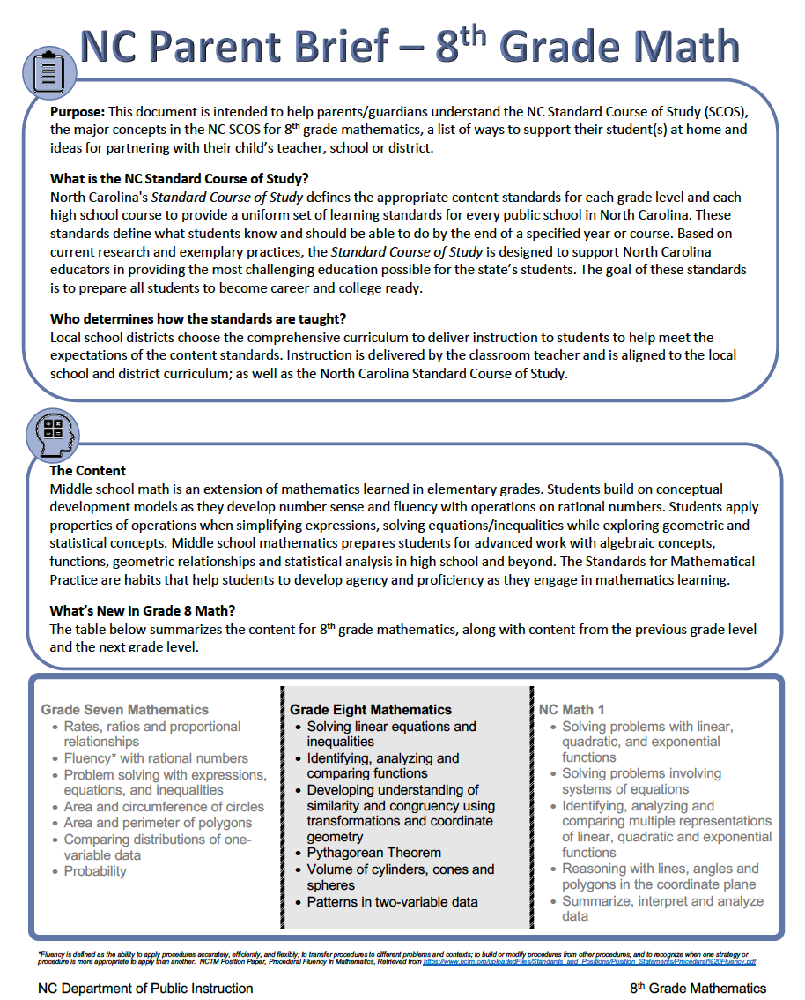 NC Parent Brief – 8th Grade Math
Purpose: This document is intended to help parents/guardians understand the NC Standard Course of Study (SCOS),
the major concepts in the NC SCOS for 8th grade mathematics, a list of ways to support their student(s) at home and
ideas for partnering with their child's teacher, school or district.
What is the NC Standard Course of Study?
North Carolina's Standard Course of Study defines the appropriate content standards for each grade level and each
high school course to provide a uniform set of learning standards for every public school in North Carolina. These
standards define what students know and should be able to do by the end of a specified year or course. Based on
current research and exemplary practices, the Standard Course of Study is designed to support North Carolina
educators in providing the most challenging education possible for the state's students. The goal of these standards
is to prepare all students to become career and college ready.
Who determines how the standards are taught?
Local school districts choose the comprehensive curriculum to deliver instruction to students to help meet the
expectations of the content standards. Instruction is delivered by the classroom teacher and is aligned to the local
school and district curriculum; as well as the North Carolina Standard Course of Study.
The Content
Middle school math is an extension of mathematics learned in elementary grades. Students build on conceptual
development models as they develop number sense and fluency with operations on rational numbers. Students apply
properties of operations when simplifying expressions, solving equations/inequalities while exploring geometric and
statistical concepts. Middle school mathematics prepares students for advanced work with algebraic concepts,
functions, geometric relationships and statistical analysis in high school and beyond. The Standards for Mathematical
Practice are habits that help students to develop agency and proficiency as they engage in mathematics learning.
What's New in Grade 8 Math?
The table below summarizes the content for 8th grade mathematics, along with content from the previous grade level
and the next grade level.
Grade Seven Mathematics
• Rates, ratios and proportional
relationships
• Fluency* with rational numbers
• Problem solving with expressions,
equations, and inequalities
• Area and circumference of circles
• Area and perimeter of polygons
• Comparing distributions of one-
variable data
• Probability
Grade Eight Mathematics
• Solving linear equations and
inequalities
• Identifying, analyzing and
comparing functions
• Developing understanding of
similarity and congruency using
transformations and coordinate
geometry
• Pythagorean Theorem
• Volume of cylinders, cones and
spheres
• Patterns in two-variable data
NC Math 1
• Solving problems with linear,
quadratic, and exponential
functions
• Solving problems involving
systems of equations
• Identifying, analyzing and
comparing multiple representations
of linear, quadratic and exponential
functions
• Reasoning with lines, angles and
polygons in the coordinate plane
• Summarize, interpret and analyze
data
*Fluency is defined as the ability to apply procedures accurately, efficiently, and flexibly; to transfer procedures to different problems and contexts; to build or modify procedures from other procedures; and to recognize when one strategy or
procedure is more appropriate to apply than another. NCTM Position Paper, Procedural Fluency in Mathematics, Retrieved from https://www.nctm.org/uploadedFiles/Standards_and_Positions/Position_Statements/Procedural%20Fluency.pdf
NC Department of Public Instruction
8th Grade Mathematics